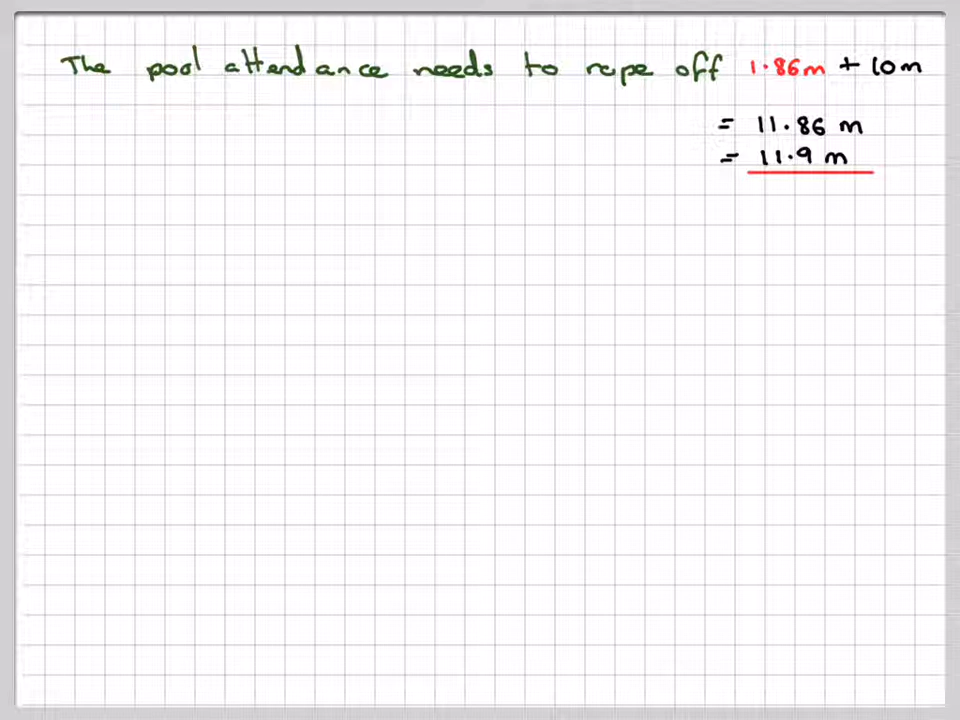 The pool attendance needs to rope off 1.86m + 10m
= 11.86 m
= 11.9 m